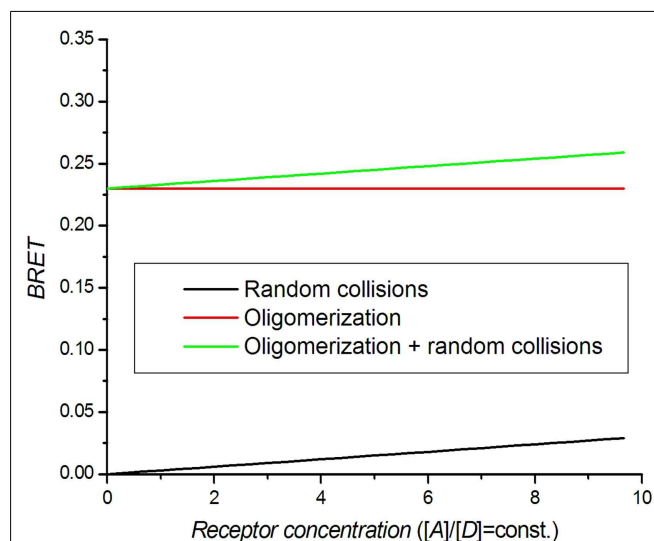 0.35
0.30
0.25
0.20
0.15
0.10
0.05
0.00
BRET
Random collisions
Oligomerization
Oligomerization + random collisions
0 2 4 6 8 10
Receptor concentration ([A]/[D]=const.)